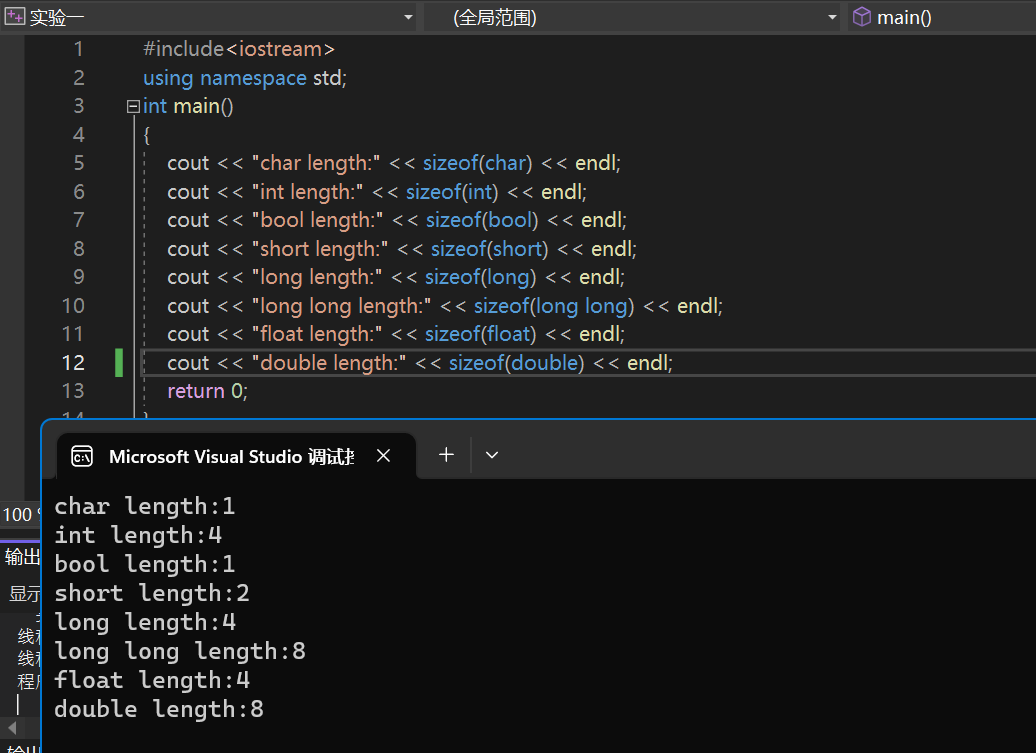 实验一 (全局范围) main()
1 #include<iostream>
2 using namespace std;
3 int main()
4 {
5 cout << "char length:" << sizeof(char) << endl;
6 cout << "int length:" << sizeof(int) << endl;
7 cout << "bool length:" << sizeof(bool) << endl;
8 cout << "short length:" << sizeof(short) << endl;
9 cout << "long length:" << sizeof(long) << endl;
10 cout << "long long length:" << sizeof(long long) << endl;
11 cout << "float length:" << sizeof(float) << endl;
12 cout << "double length:" << sizeof(double) << endl;
13 return 0;
14 }
Microsoft Visual Studio 调试
char length:1
int length:4
bool length:1
short length:2
long length:4
long long length:8
float length:4
double length:8
100
输出
显示
线
线
程
输出